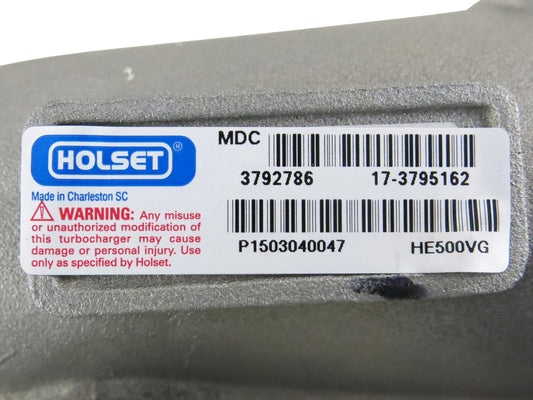 HOLSET®
Made in Charleston SC
WARNING: Any misuse
or unauthorized modification of
this turbocharger may cause
damage or personal injury. Use
only as specified by Holset.
MDC
3792786 17-3795162
P1503040047 HE500VG